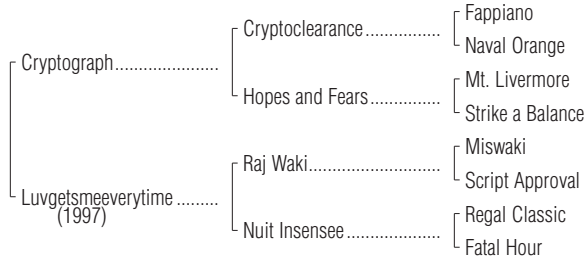 Fappiano
Cryptoclearance ................
Naval Orange
Cryptograph......................
Mt. Livermore
Hopes and Fears ...............
Strike a Balance
Miswaki
Raj Waki.............................
Script Approval
Luvgetsmeeverytime .........
(1997)
Regal Classic
Nuit Insensee ....................
Fatal Hour